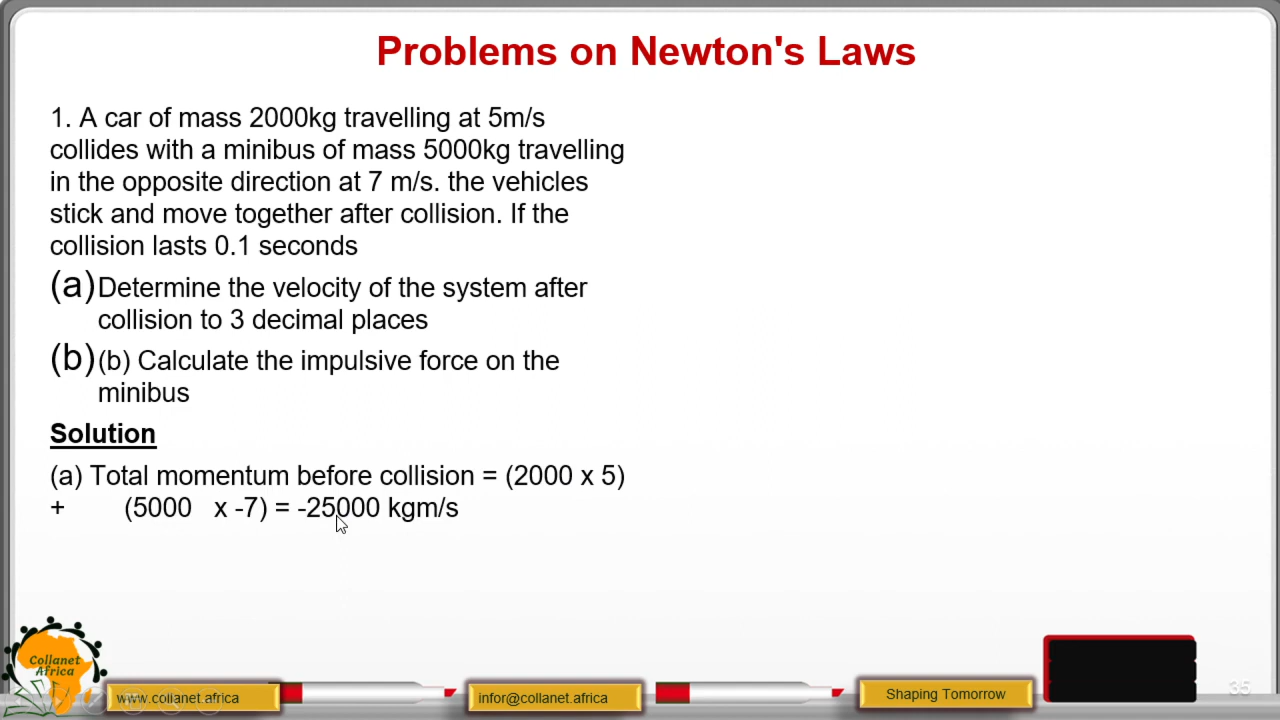 Problems on Newton's Laws
1. A car of mass 2000kg travelling at 5m/s
collides with a minibus of mass 5000kg travelling
in the opposite direction at 7 m/s. the vehicles
stick and move together after collision. If the
collision lasts 0.1 seconds
(a) Determine the velocity of the system after
collision to 3 decimal places
(b) (b) Calculate the impulsive force on the
minibus
Solution
(a) Total momentum before collision = (2000 x 5)
+ (5000 x -7) = -25000 kgm/s
Collanet
Africa
www.collanet.africa
infor@collanet.africa
Shaping Tomorrow
35